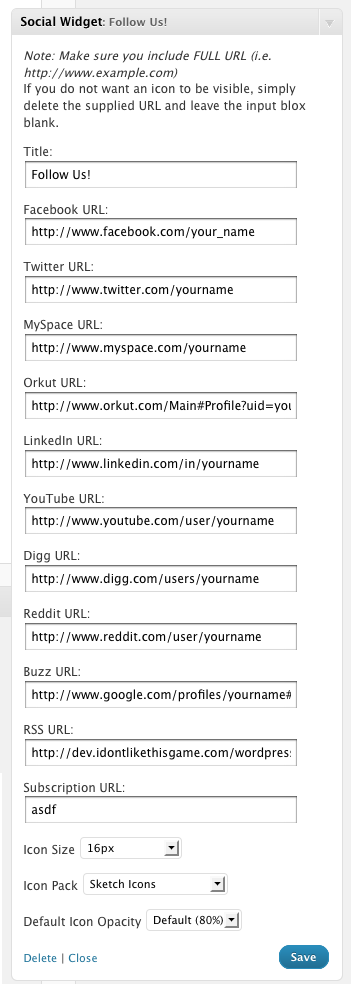 Social Widget: Follow Us!
Note: Make sure you include FULL URL (i.e.
http://www.example.com)
If you do not want an icon to be visible, simply
delete the supplied URL and leave the input blox
blank.
Title:
Follow Us!
Facebook URL:
http://www.facebook.com/your_name
Twitter URL:
http://www.twitter.com/yourname
MySpace URL:
http://www.myspace.com/yourname
Orkut URL:
http://www.orkut.com/Main#Profile?uid=you
LinkedIn URL:
http://www.linkedin.com/in/yourname
YouTube URL:
http://www.youtube.com/user/yourname
Digg URL:
http://www.digg.com/users/yourname
Reddit URL:
http://www.reddit.com/user/yourname
Buzz URL:
http://www.google.com/profiles/yourname#
RSS URL:
http://dev.idontlikethisgame.com/wordpress
Subscription URL:
asdf
Icon Size 16px
Icon Pack Sketch Icons
Default Icon Opacity Default (80%)
Delete | Close Save